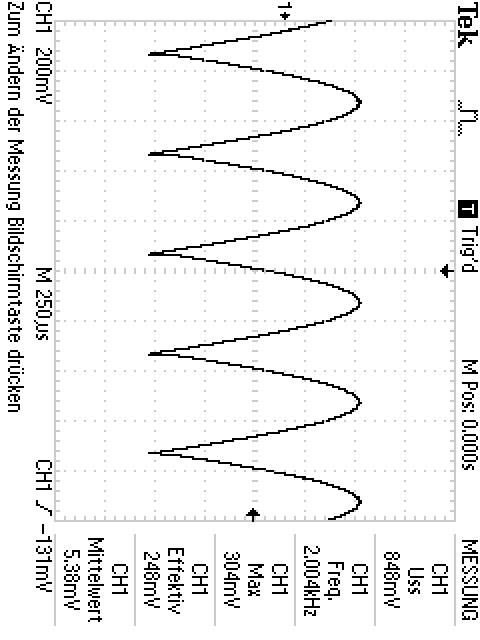 Tek
T Trig'd
M Pos: 0.000s
MESSUNG
CH1
Uss
848mV
CH1
Freq.
2.004kHz
CH1
Max
304mV
CH1
Effektiv
248mV
CH1
Mittelwert
5.38mV
1
CH1 200mV
M 250µs
CH1 / -131mV
Zum Ändern der Messung Bildschirmtaste drücken